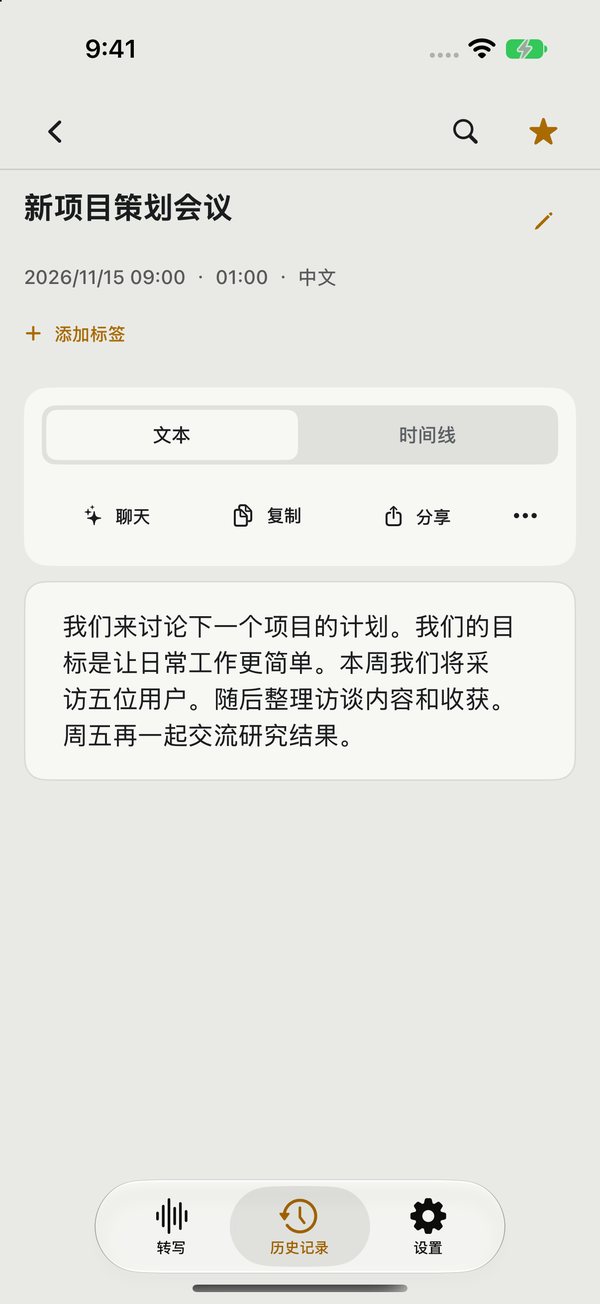 9:41
新项目策划会议
2026/11/15 09:00 · 01:00 · 中文
+ 添加标签
文本 时间线
聊天 复制 分享
我们来讨论下一个项目的计划。我们的目
标是让日常工作更简单。本周我们将采
访五位用户。随后整理访谈内容和收获。
周五再一起交流研究结果。
转写 历史记录 设置